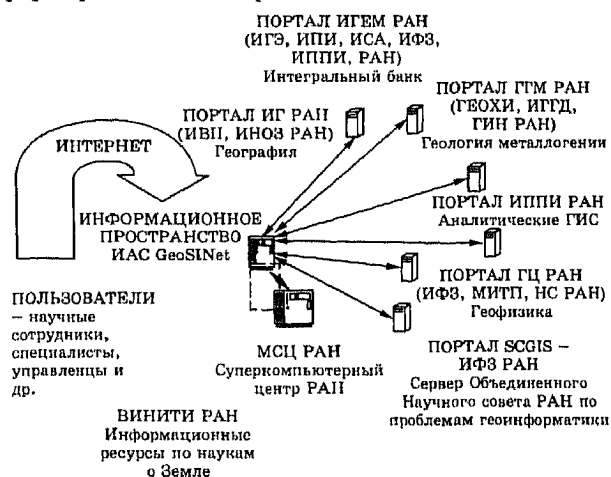 ПОРТАЛ ИГЕМ РАН
(ИГЭ, ИПИ, ИСА, ИФЗ,
ИППИ, РАН)
Интегральный банк
ПОРТАЛ ГГМ РАН
(ГЕОХИ, ИГГД,
ГИН РАН)
Геология металлогении
ПОРТАЛ ИГ РАН
(ИВП, ИНОЗ РАН)
География
ИНТЕРНЕТ
ПОРТАЛ ИППИ РАН
Аналитические ГИС
ИНФОРМАЦИОННОЕ
ПРОСТРАНСТВО
ИАС GeoSINet
ПОРТАЛ ГЦ РАН
(ИФЗ, МИТП, НС РАН)
Геофизика
ПОЛЬЗОВАТЕЛИ
– научные
сотрудники,
специалисты,
управленцы и
др.
МСЦ РАН
Суперкомпьютерный
центр РАН
ПОРТАЛ SCGIS –
ИФЗ РАН
Сервер Объединенного
Научного совета РАН по
проблемам геоинформатики
ВИНИТИ РАН
Информационные
ресурсы по наукам
о Земле